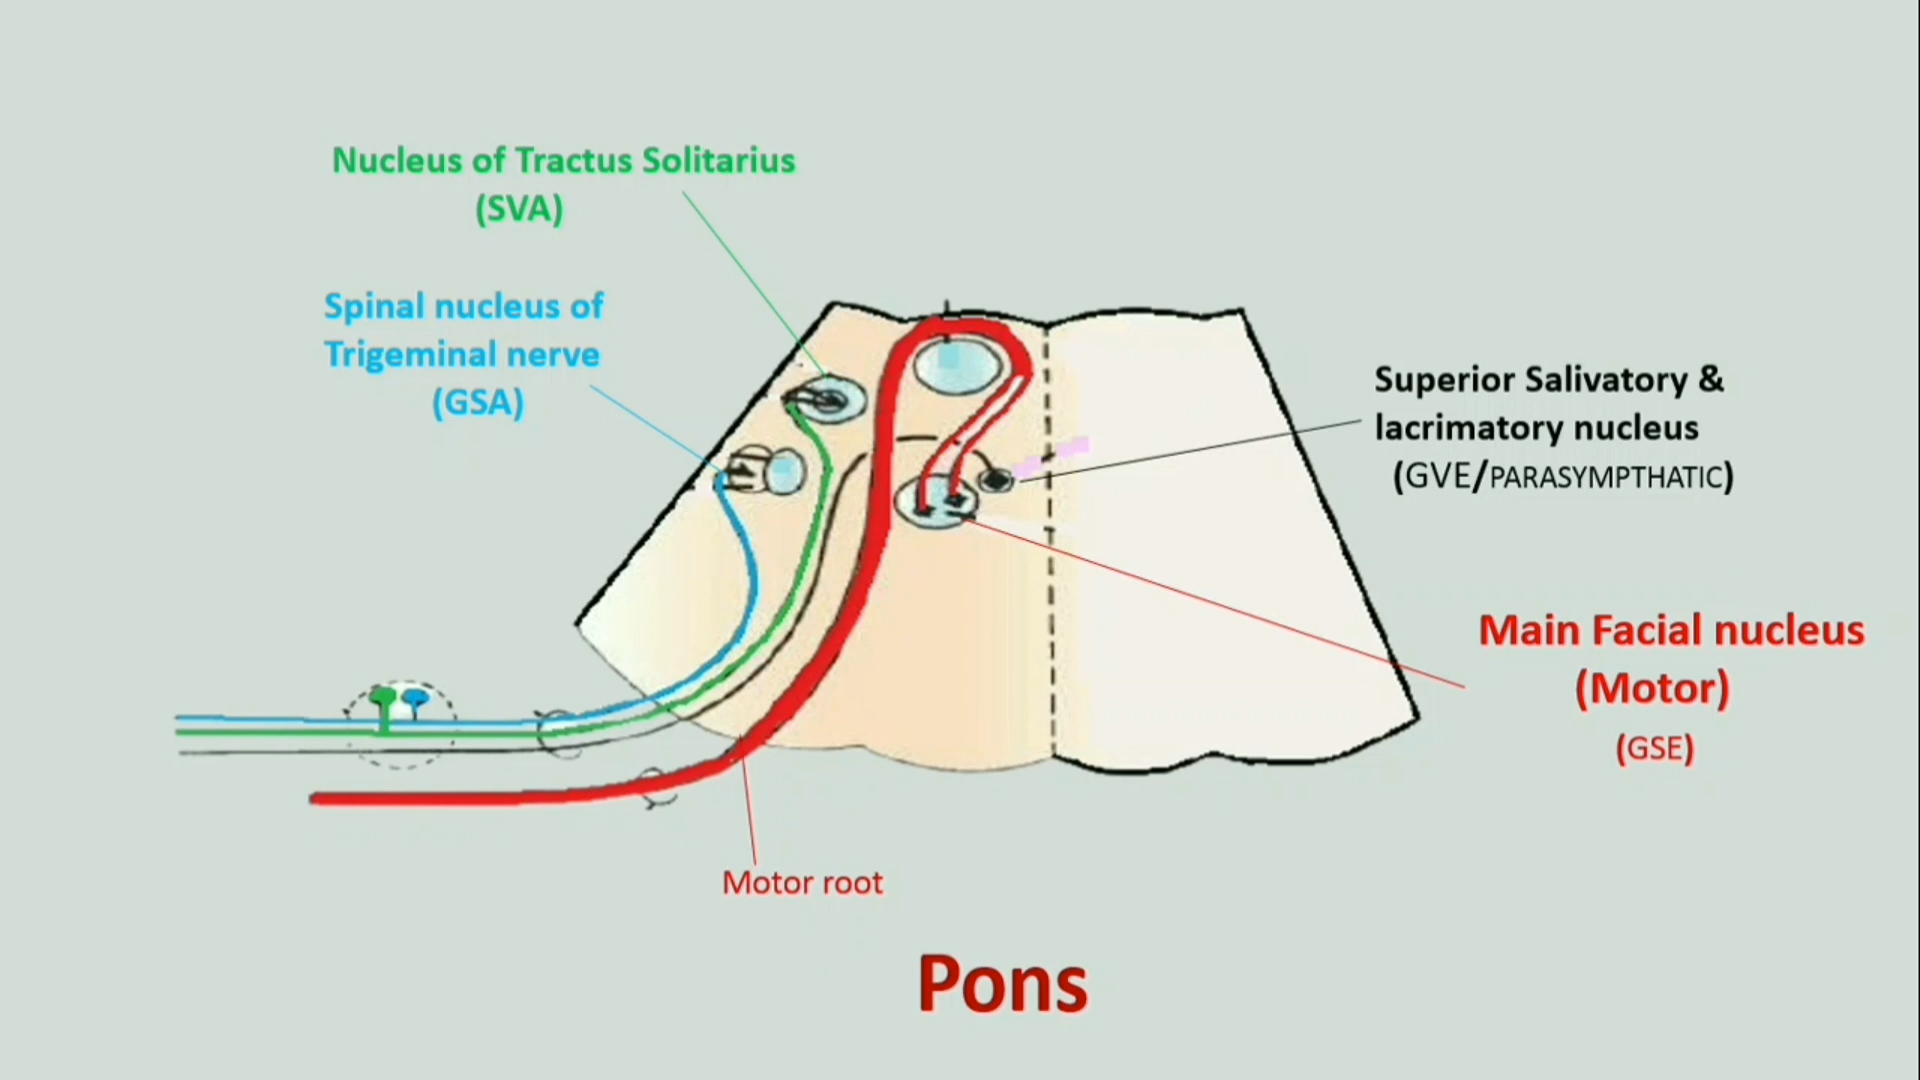 Nucleus of Tractus Solitarius
(SVA)
Spinal nucleus of
Trigeminal nerve
(GSA)
Superior Salivatory &
lacrimatory nucleus
(GVE/PARASYMPTHATIC)
Main Facial nucleus
(Motor)
(GSE)
Motor root
Pons